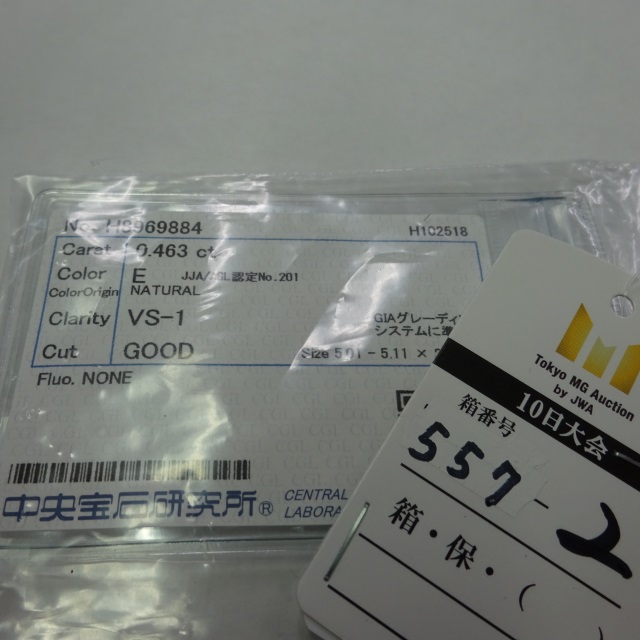 No. H8969884
H102518
Carat 0.463 ct
Color E JJA/CGL認定No.201
ColorOrigin NATURAL
Clarity VS-1
GIAグレーディ
システムに準
Cut GOOD
Size 5.01 - 5.11 ×
Fluo. NONE
中央宝石研究所®
CENTRAL
LABORA
Tokyo MG Auction
by JWA
10日大会
箱番号
557-2
箱・保・(